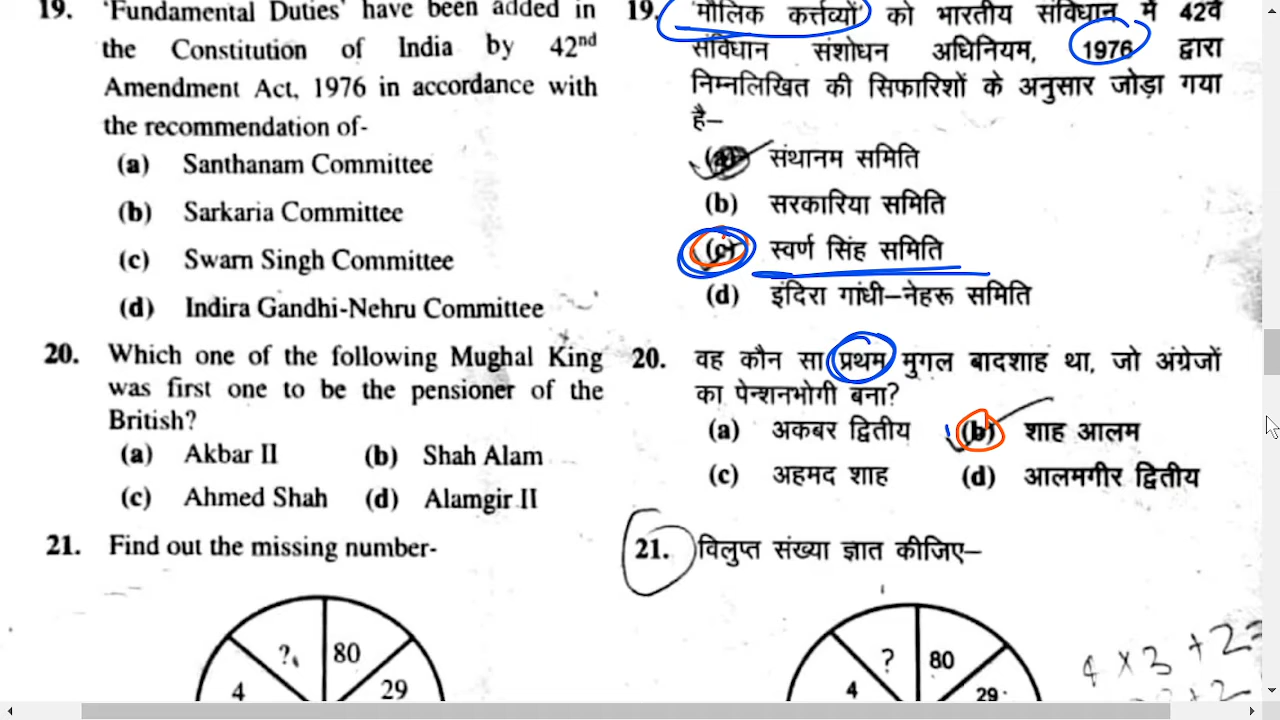 19. 'Fundamental Duties' have been added in
the Constitution of India by 42nd
Amendment Act, 1976 in accordance with
the recommendation of-
(a) Santhanam Committee
(b) Sarkaria Committee
(c) Swarn Singh Committee
(d) Indira Gandhi-Nehru Committee
20. Which one of the following Mughal King
was first one to be the pensioner of the
British?
(a) Akbar II (b) Shah Alam
(c) Ahmed Shah (d) Alamgir II
21. Find out the missing number-
? 80
4 29
19. 'मौलिक कर्त्तव्यों' को भारतीय संविधान में 42वें
संविधान संशोधन अधिनियम, 1976 द्वारा
निम्नलिखित की सिफारिशों के अनुसार जोड़ा गया
है–
(a) संथानम समिति
(b) सरकारिया समिति
(c) स्वर्ण सिंह समिति
(d) इंदिरा गांधी–नेहरू समिति
20. वह कौन सा प्रथम मुगल बादशाह था, जो अंग्रेजों
का पेन्शनभोगी बना?
(a) अकबर द्वितीय (b) शाह आलम
(c) अहमद शाह (d) आलमगीर द्वितीय
21. विलुप्त संख्या ज्ञात कीजिए–
? 80
4 29
4 × 3 + 2 =